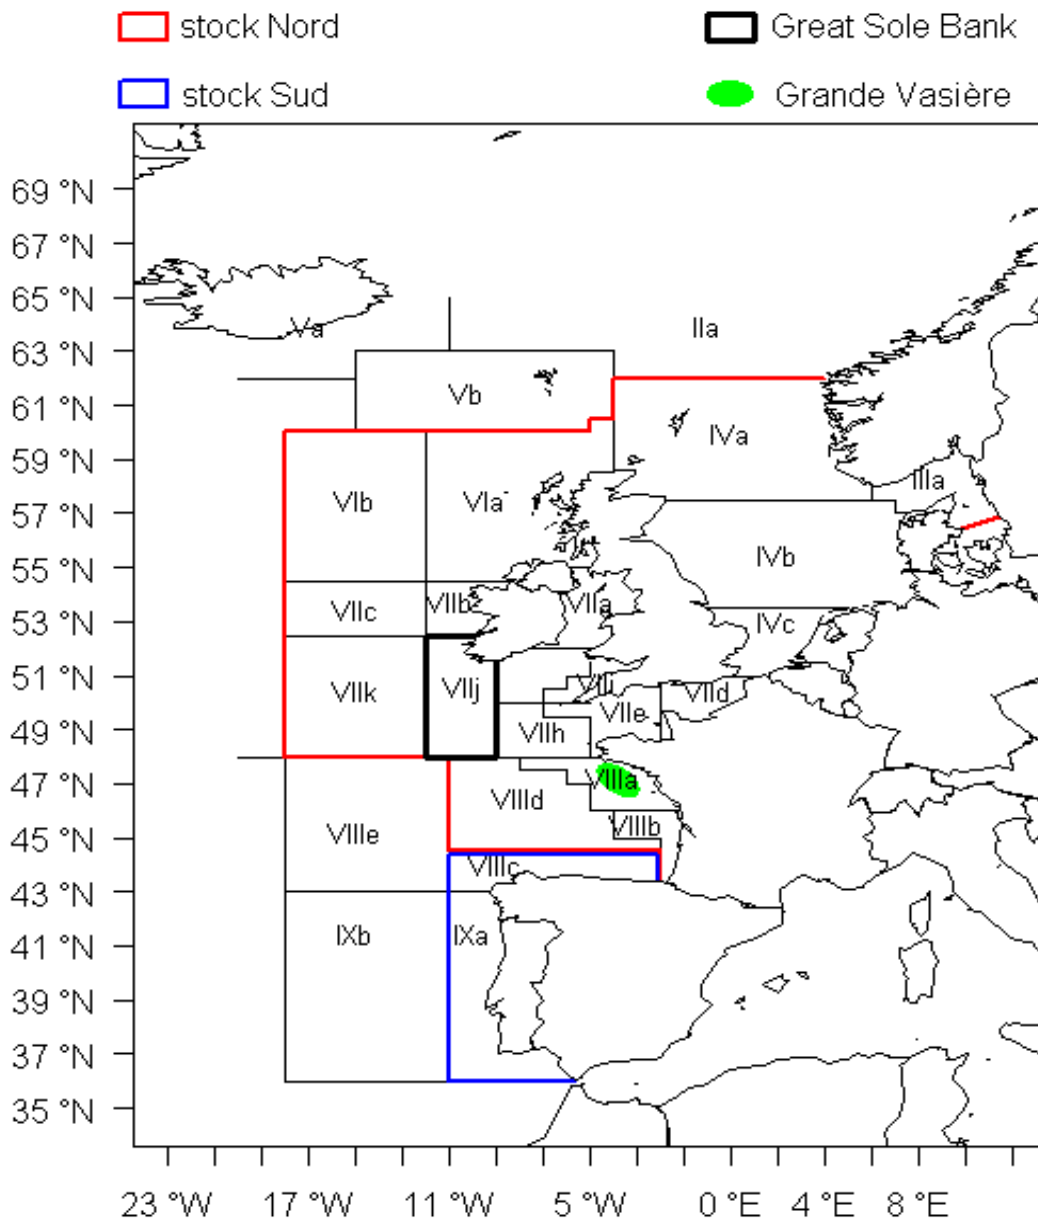 stock Nord
Great Sole Bank
stock Sud
Grande Vasière
69 °N
67 °N
65 °N
63 °N
61 °N
59 °N
57 °N
55 °N
53 °N
51 °N
49 °N
47 °N
45 °N
43 °N
41 °N
39 °N
37 °N
35 °N
Va
IIa
Vb
IVa
IIIa
VIb
VIa
IVb
VIIc
VIIb
VIIa
IVc
VIIk
VIIj
VIId
VIIe
VIIh
VIIIa
VIIId
VIIIe
VIIIb
VIIIc
IXb
IXa
23 °W
17 °W
11 °W
5 °W
0 °E
4 °E
8 °E